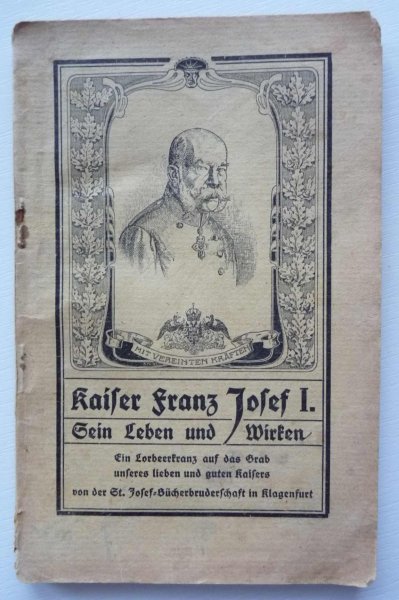 MIT VEREINTEN KRÄFTEN
Kaiser Franz Josef I.
Sein Leben und Wirken
Ein Lorbeerkranz auf das Grab
unseres lieben und guten Kaisers
von der St. Josef-Bücherbruderschaft in Klagenfurt